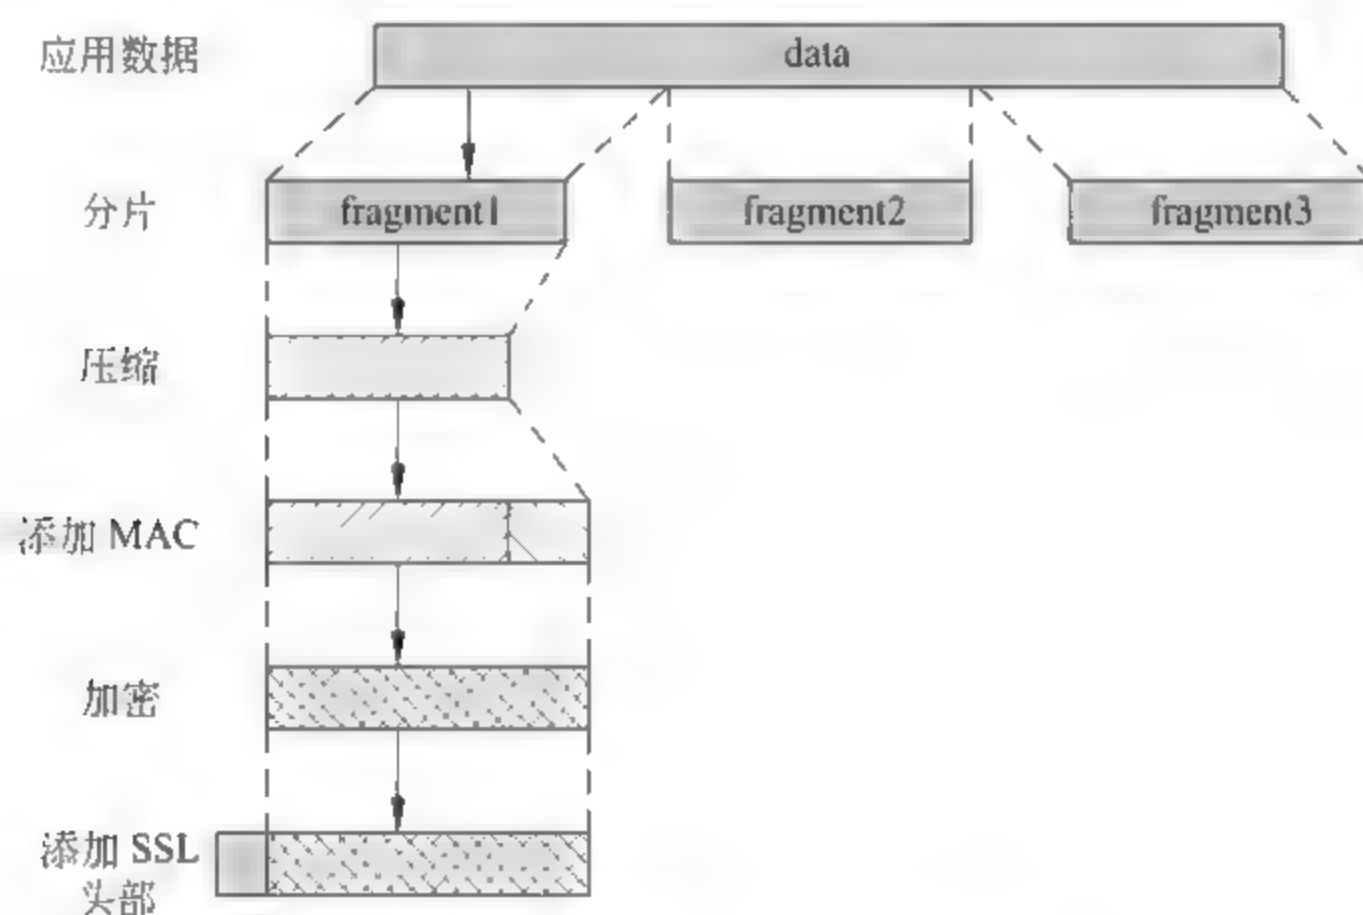 应用数据
data
分片
fragment1
fragment2
fragment3
压缩
添加 MAC
加密
添加 SSL
头部